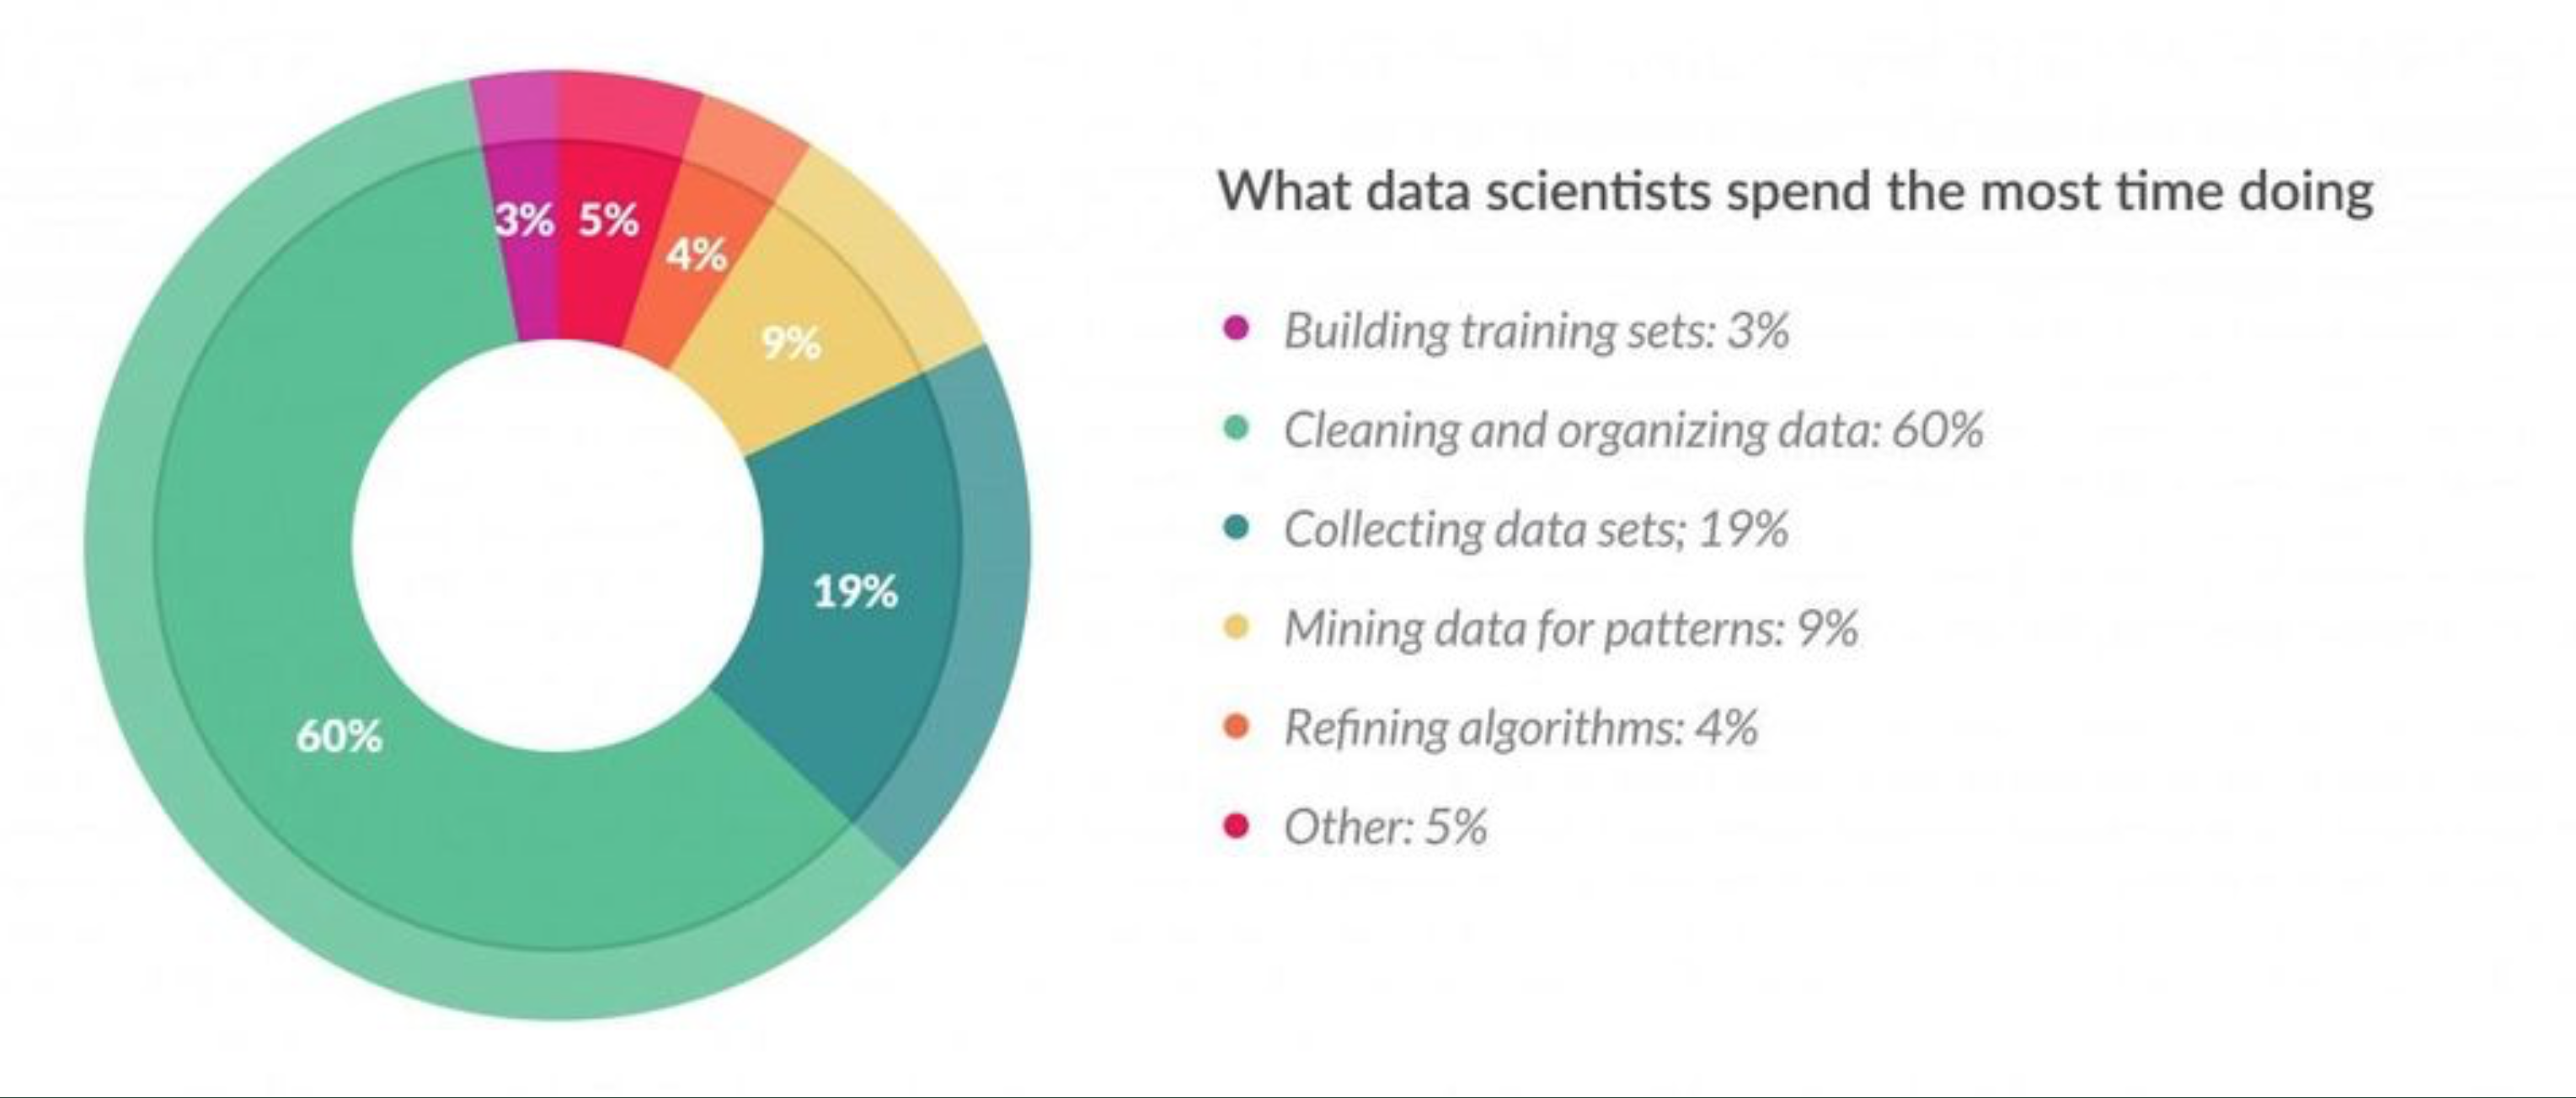 3% 5%
4%
9%
19%
60%
What data scientists spend the most time doing
Building training sets: 3%
Cleaning and organizing data: 60%
Collecting data sets; 19%
Mining data for patterns: 9%
Refining algorithms: 4%
Other: 5%